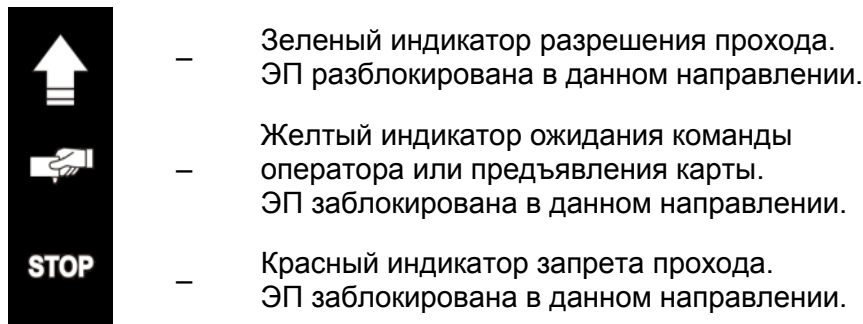 – Зеленый индикатор разрешения прохода.
ЭП разблокирована в данном направлении.
Желтый индикатор ожидания команды
– оператора или предъявления карты.
ЭП заблокирована в данном направлении.
STOP – Красный индикатор запрета прохода.
ЭП заблокирована в данном направлении.